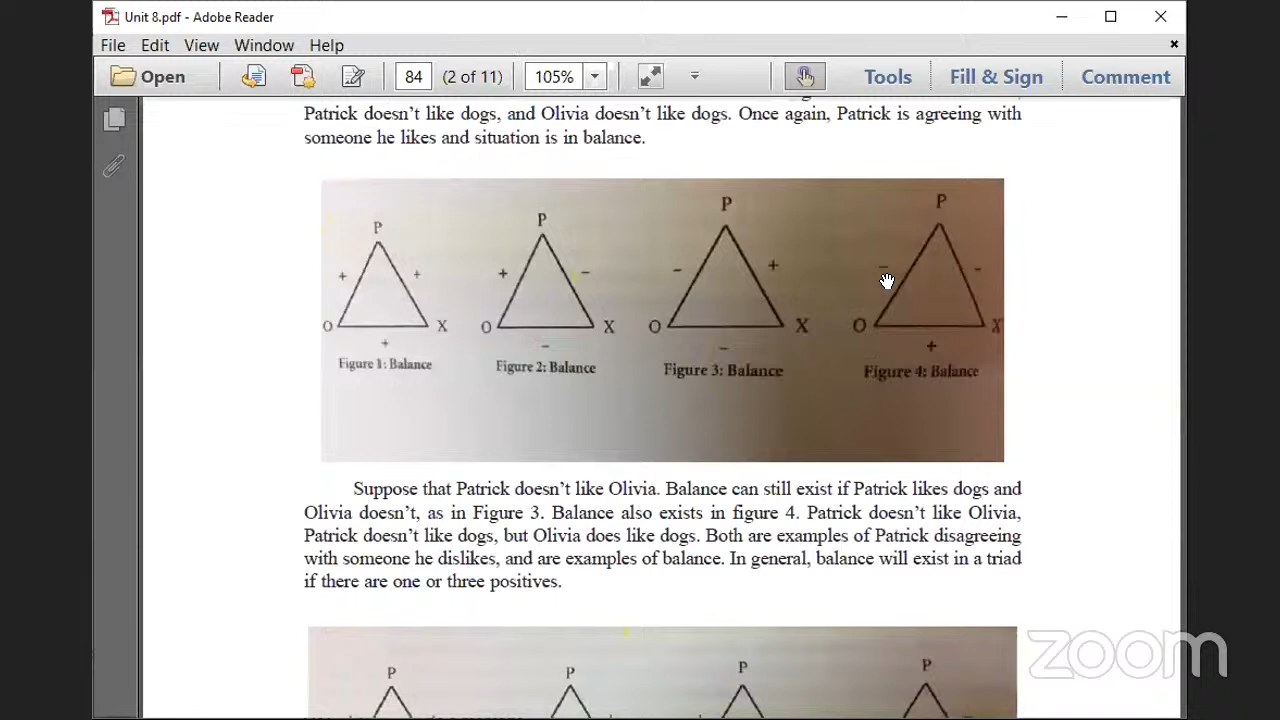 Unit 8.pdf - Adobe Reader
File Edit View Window Help
Open 84 (2 of 11) 105% Tools Fill & Sign Comment
Patrick doesn't like dogs, and Olivia doesn't like dogs. Once again, Patrick is agreeing with
someone he likes and situation is in balance.
P P P P
+ + + − − + − −
O X O X O X O X
+ − − +
Figure 1: Balance Figure 2: Balance Figure 3: Balance Figure 4: Balance
Suppose that Patrick doesn't like Olivia. Balance can still exist if Patrick likes dogs and
Olivia doesn't, as in Figure 3. Balance also exists in figure 4. Patrick doesn't like Olivia,
Patrick doesn't like dogs, but Olivia does like dogs. Both are examples of Patrick disagreeing
with someone he dislikes, and are examples of balance. In general, balance will exist in a triad
if there are one or three positives.
zoom
P P P P